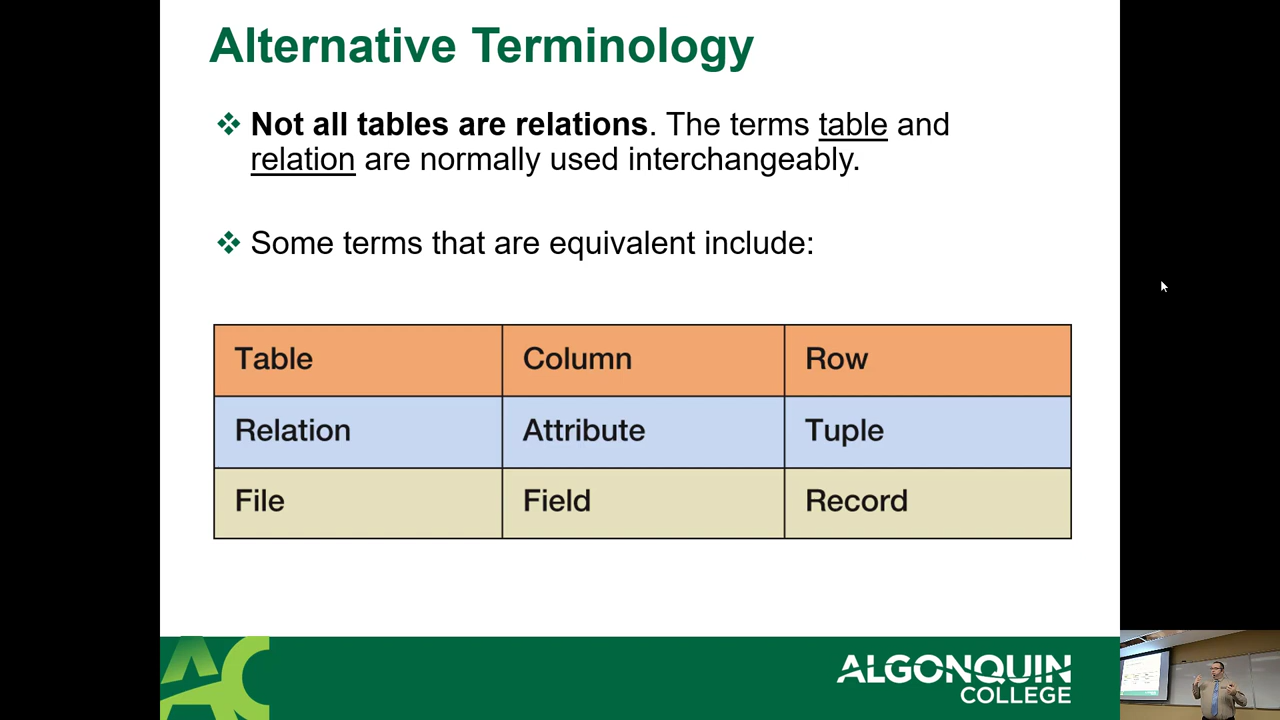 Alternative Terminology
❖ Not all tables are relations. The terms table and
relation are normally used interchangeably.
❖ Some terms that are equivalent include:
Table Column Row
Relation Attribute Tuple
File Field Record
AC
ALGONQUIN
COLLEGE